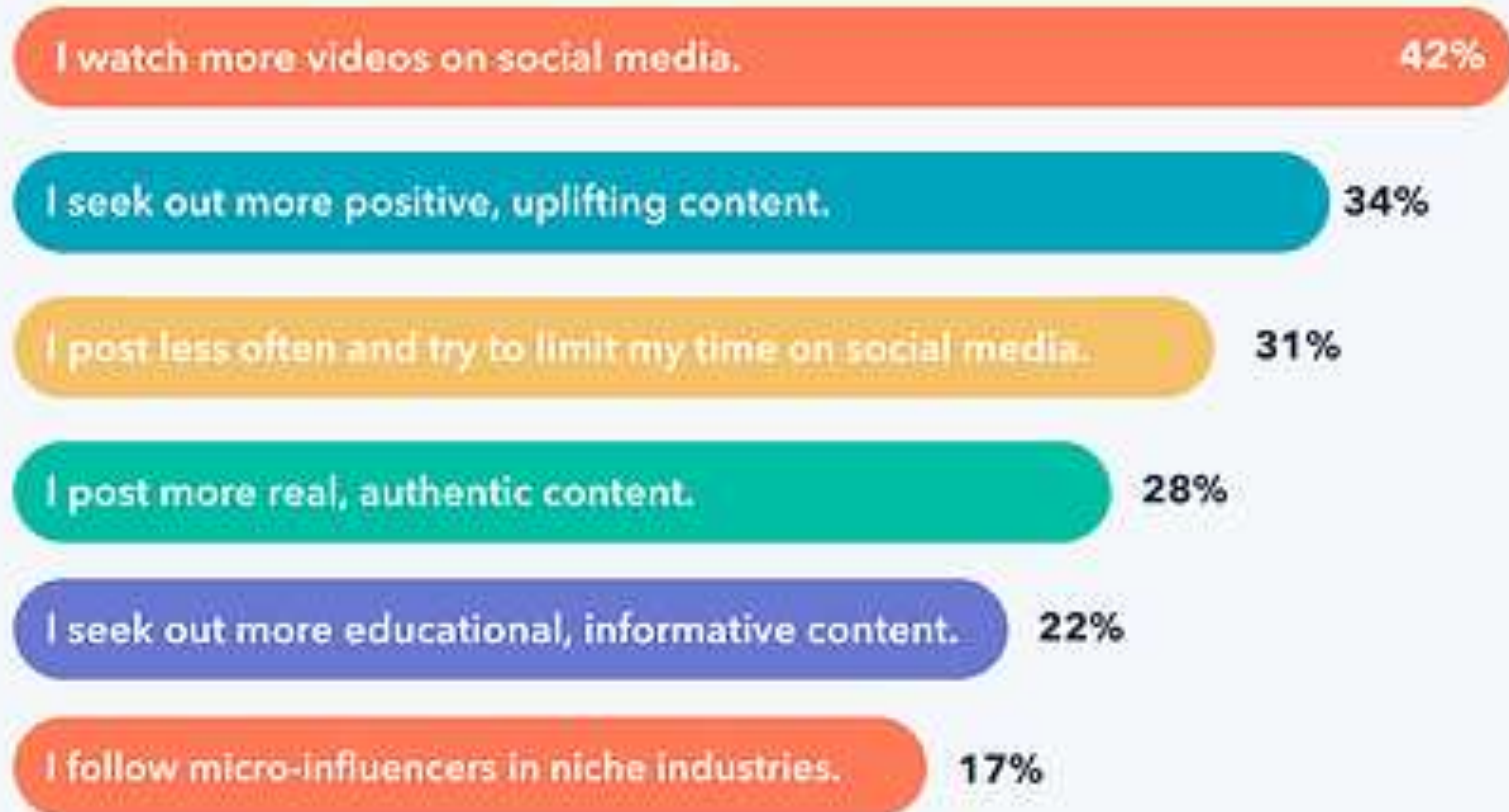 I watch more videos on social media. 42%
I seek out more positive, uplifting content. 34%
I post less often and try to limit my time on social media. 31%
I post more real, authentic content. 28%
I seek out more educational, informative content. 22%
I follow micro-influencers in niche industries. 17%